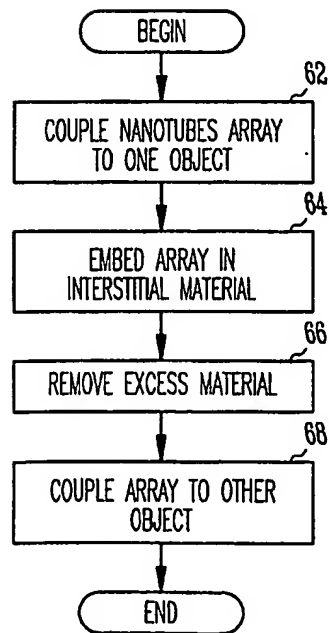 BEGIN
62
COUPLE NANOTUBES ARRAY
TO ONE OBJECT
64
EMBED ARRAY IN
INTERSTITIAL MATERIAL
66
REMOVE EXCESS MATERIAL
68
COUPLE ARRAY TO OTHER
OBJECT
END